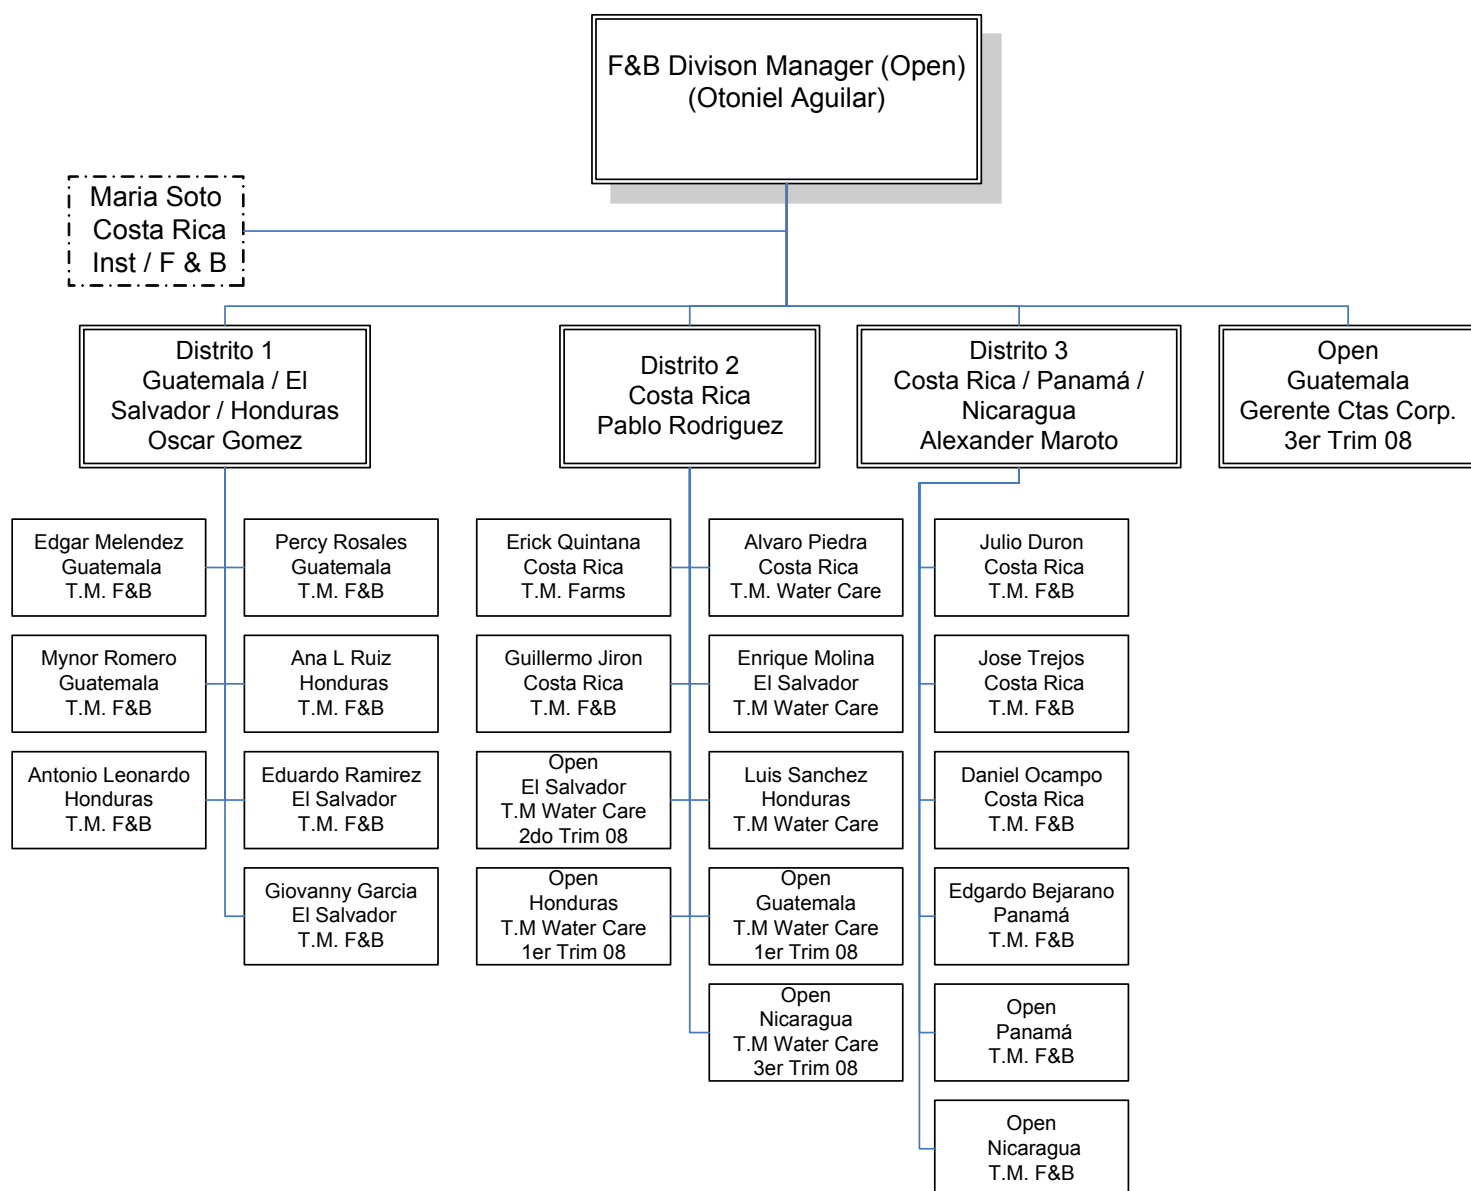 F&B Divison Manager (Open)
(Otoniel Aguilar)
Maria Soto
Costa Rica
Inst / F & B
Distrito 1
Guatemala / El
Salvador / Honduras
Oscar Gomez
Distrito 2
Costa Rica
Pablo Rodriguez
Distrito 3
Costa Rica / Panamá /
Nicaragua
Alexander Maroto
Open
Guatemala
Gerente Ctas Corp.
3er Trim 08
Edgar Melendez
Guatemala
T.M. F&B
Percy Rosales
Guatemala
T.M. F&B
Mynor Romero
Guatemala
T.M. F&B
Ana L Ruiz
Honduras
T.M. F&B
Antonio Leonardo
Honduras
T.M. F&B
Eduardo Ramirez
El Salvador
T.M. F&B
Giovanny Garcia
El Salvador
T.M. F&B
Erick Quintana
Costa Rica
T.M. Farms
Alvaro Piedra
Costa Rica
T.M. Water Care
Guillermo Jiron
Costa Rica
T.M. F&B
Enrique Molina
El Salvador
T.M Water Care
Open
El Salvador
T.M Water Care
2do Trim 08
Luis Sanchez
Honduras
T.M Water Care
Open
Honduras
T.M Water Care
1er Trim 08
Open
Guatemala
T.M Water Care
1er Trim 08
Open
Nicaragua
T.M Water Care
3er Trim 08
Julio Duron
Costa Rica
T.M. F&B
Jose Trejos
Costa Rica
T.M. F&B
Daniel Ocampo
Costa Rica
T.M. F&B
Edgardo Bejarano
Panamá
T.M. F&B
Open
Panamá
T.M. F&B
Open
Nicaragua
T.M. F&B